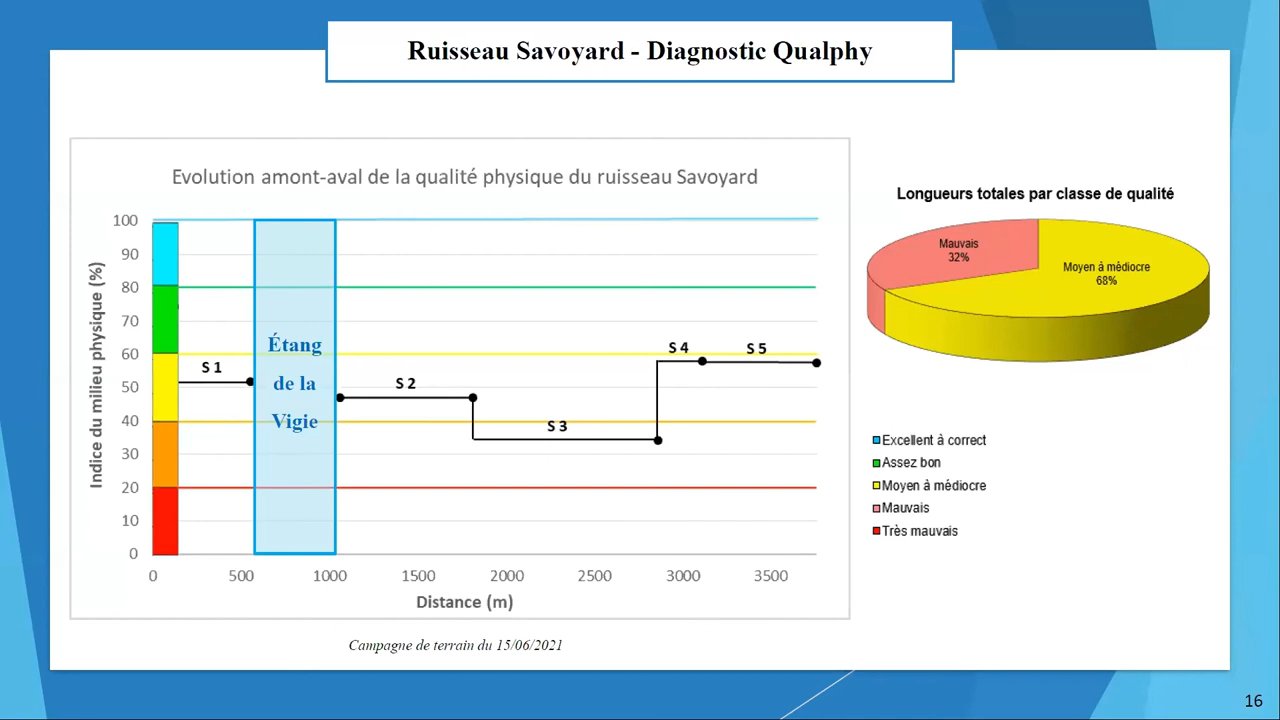 Ruisseau Savoyard - Diagnostic Qualphy
Evolution amont-aval de la qualité physique du ruisseau Savoyard
Indice du milieu physique (%)
100
90
80
70
60
50
40
30
20
10
0
S 1
Étang
de la
Vigie
S 2
S 3
S 4
S 5
0 500 1000 1500 2000 2500 3000 3500
Distance (m)
Campagne de terrain du 15/06/2021
Longueurs totales par classe de qualité
Mauvais
32%
Moyen à médiocre
68%
Excellent à correct
Assez bon
Moyen à médiocre
Mauvais
Très mauvais
16